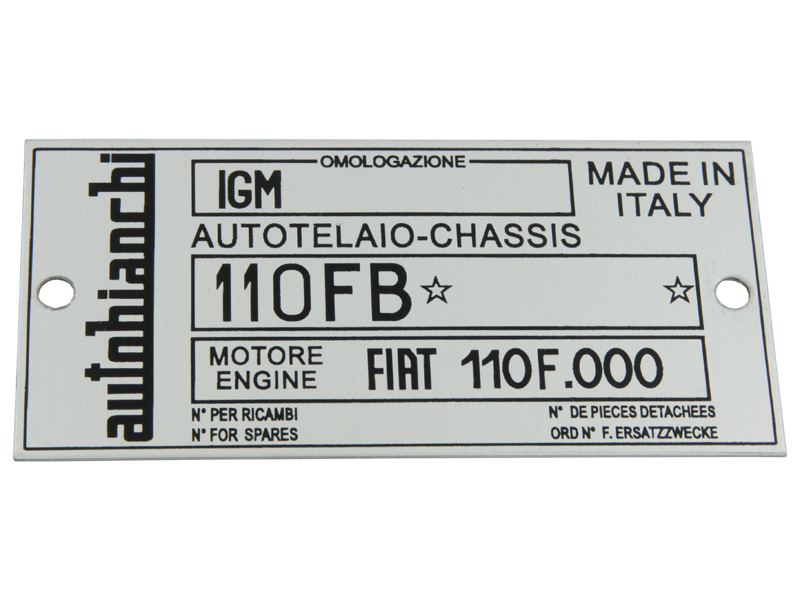 autobianchi
OMOLOGAZIONE
IGM
MADE IN
ITALY
AUTOTELAIO-CHASSIS
110FB☆ ☆
MOTORE
ENGINE
FIAT 110F.000
N° PER RICAMBI
N° FOR SPARES
N° DE PIECES DETACHEES
ORD N° F. ERSATZZWECKE